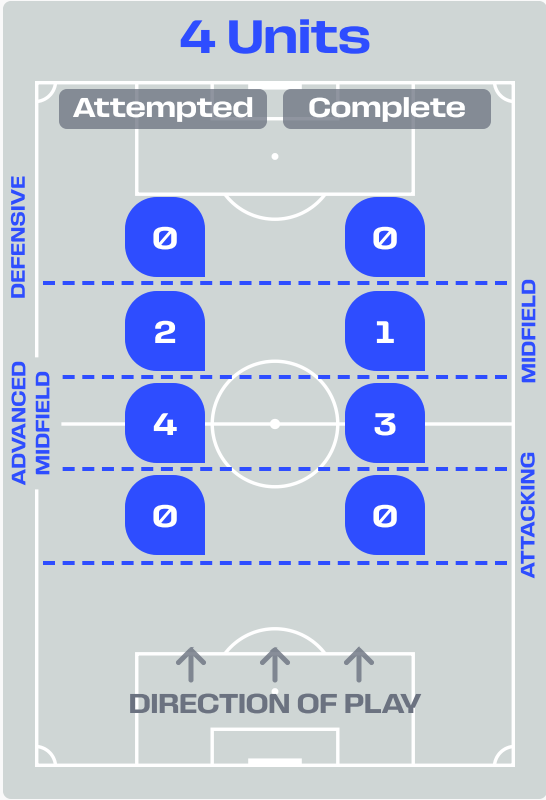 4 Units
Attempted
Complete
DEFENSIVE
0
0
MIDFIELD
2
1
ADVANCED
MIDFIELD
4
3
ATTACKING
0
0
DIRECTION OF PLAY